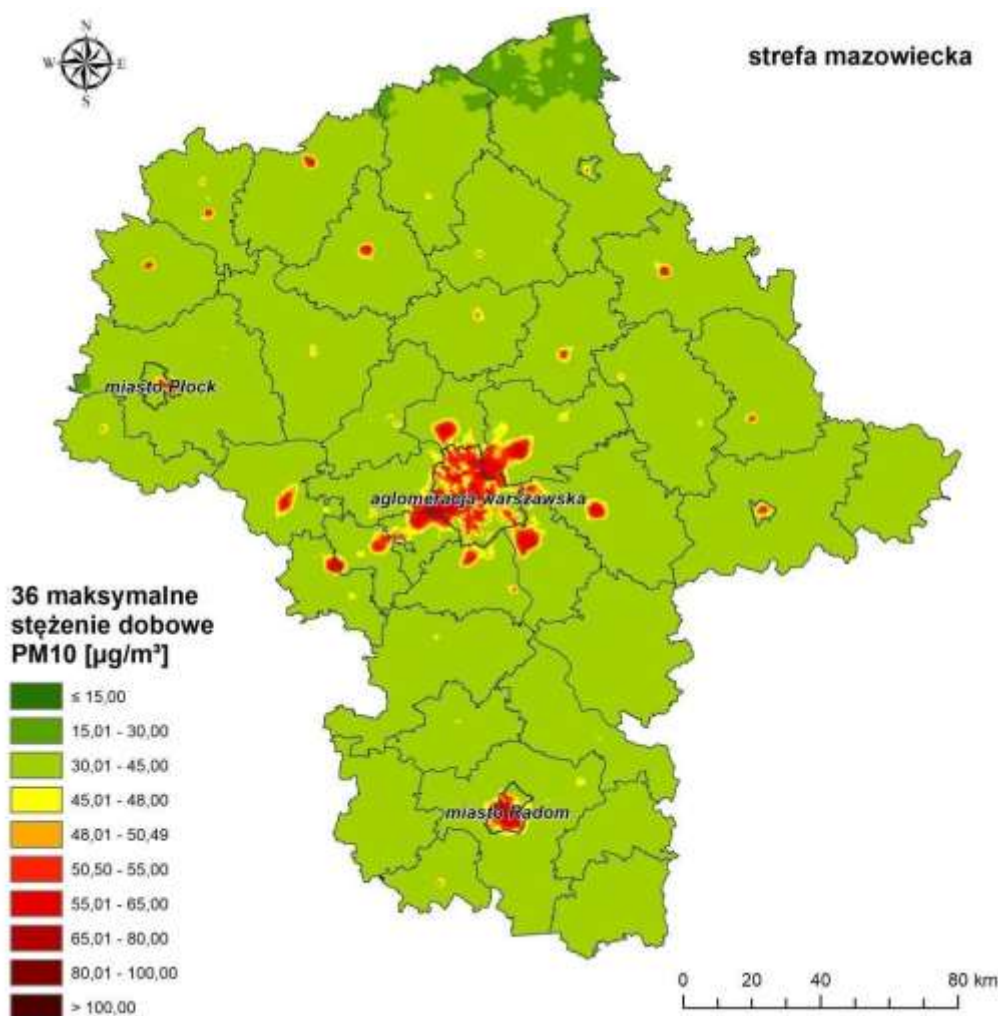 N
W E
S
strefa mazowiecka
miasto Płock
aglomeracja warszawska
miasto Radom
36 maksymalne
stężenie dobowe
PM10 [µg/m³]
≤ 15,00
15,01 - 30,00
30,01 - 45,00
45,01 - 48,00
48,01 - 50,49
50,50 - 55,00
55,01 - 65,00
65,01 - 80,00
80,01 - 100,00
> 100,00
0 20 40 80 km